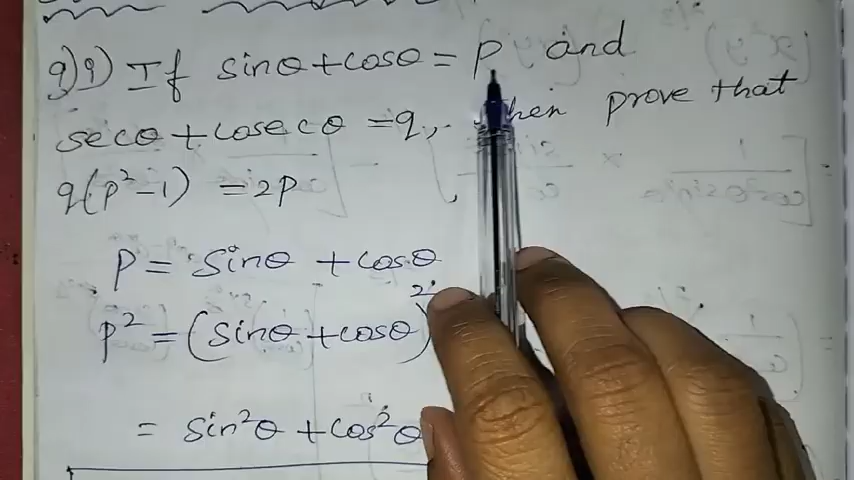 9) 9) If sinθ + cosθ = p and
secθ + cosecθ = q, then prove that
q(p² - 1) = 2p
p = sinθ + cosθ
p² = (sinθ + cosθ)²
= sin²θ + cos²θ